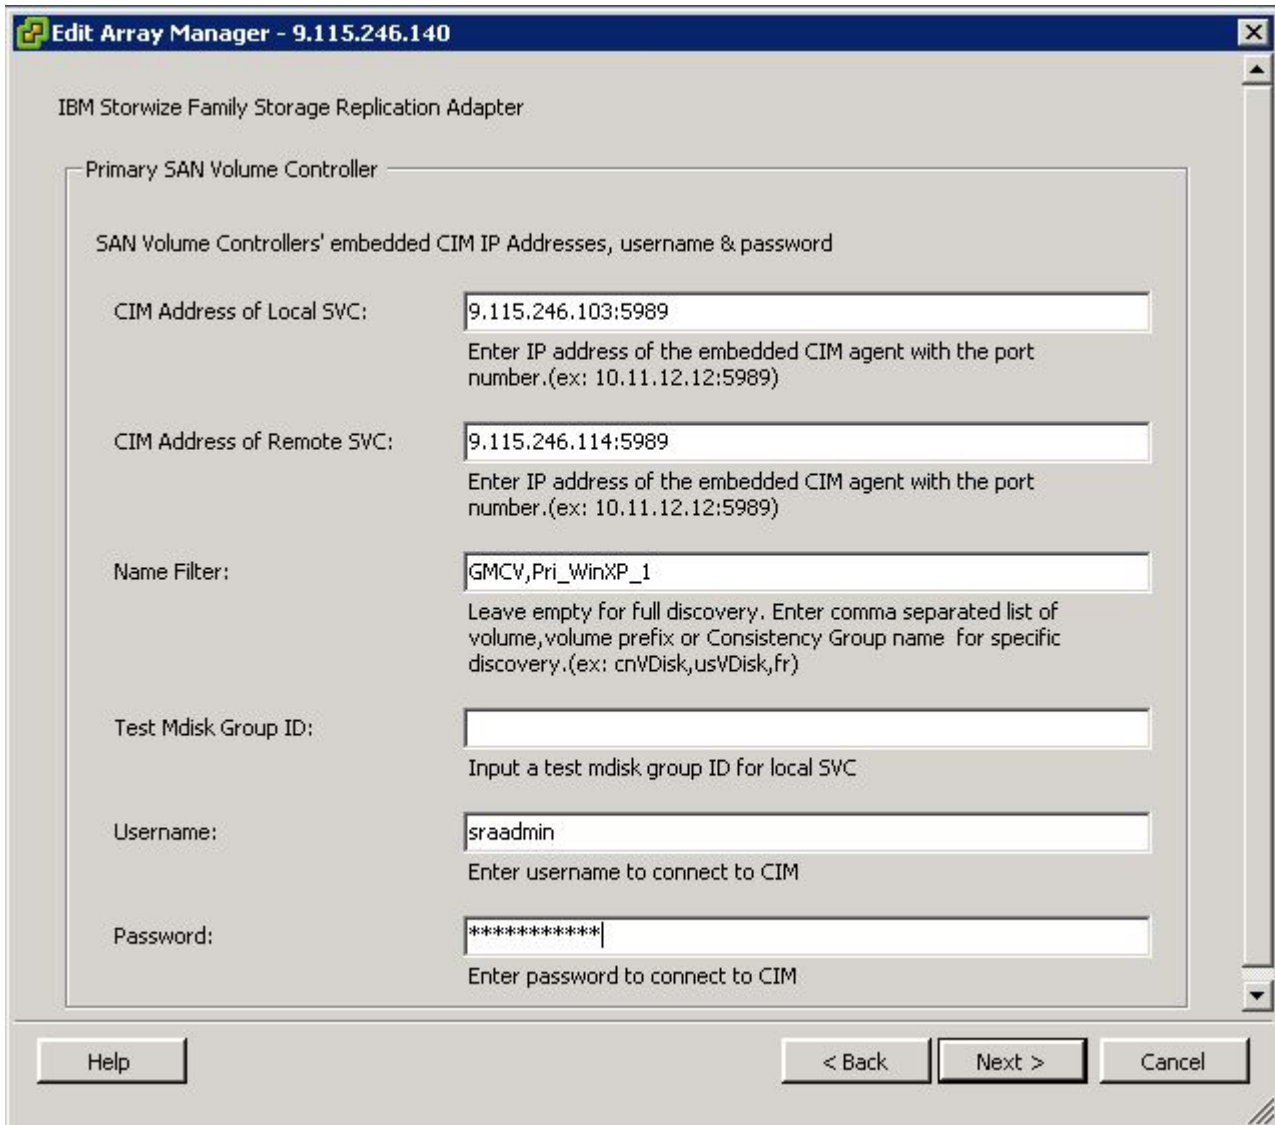 Edit Array Manager - 9.115.246.140
IBM Storwize Family Storage Replication Adapter
Primary SAN Volume Controller
SAN Volume Controllers' embedded CIM IP Addresses, username & password
CIM Address of Local SVC:
9.115.246.103:5989
Enter IP address of the embedded CIM agent with the port
number.(ex: 10.11.12.12:5989)
CIM Address of Remote SVC:
9.115.246.114:5989
Enter IP address of the embedded CIM agent with the port
number.(ex: 10.11.12.12:5989)
Name Filter:
GMCV,Pri_WinXP_1
Leave empty for full discovery. Enter comma separated list of
volume,volume prefix or Consistency Group name  for specific
discovery.(ex: cnVDisk,usVDisk,fr)
Test Mdisk Group ID:
Input a test mdisk group ID for local SVC
Username:
sraadmin
Enter username to connect to CIM
Password:
***********
Enter password to connect to CIM
Help
< Back
Next >
Cancel